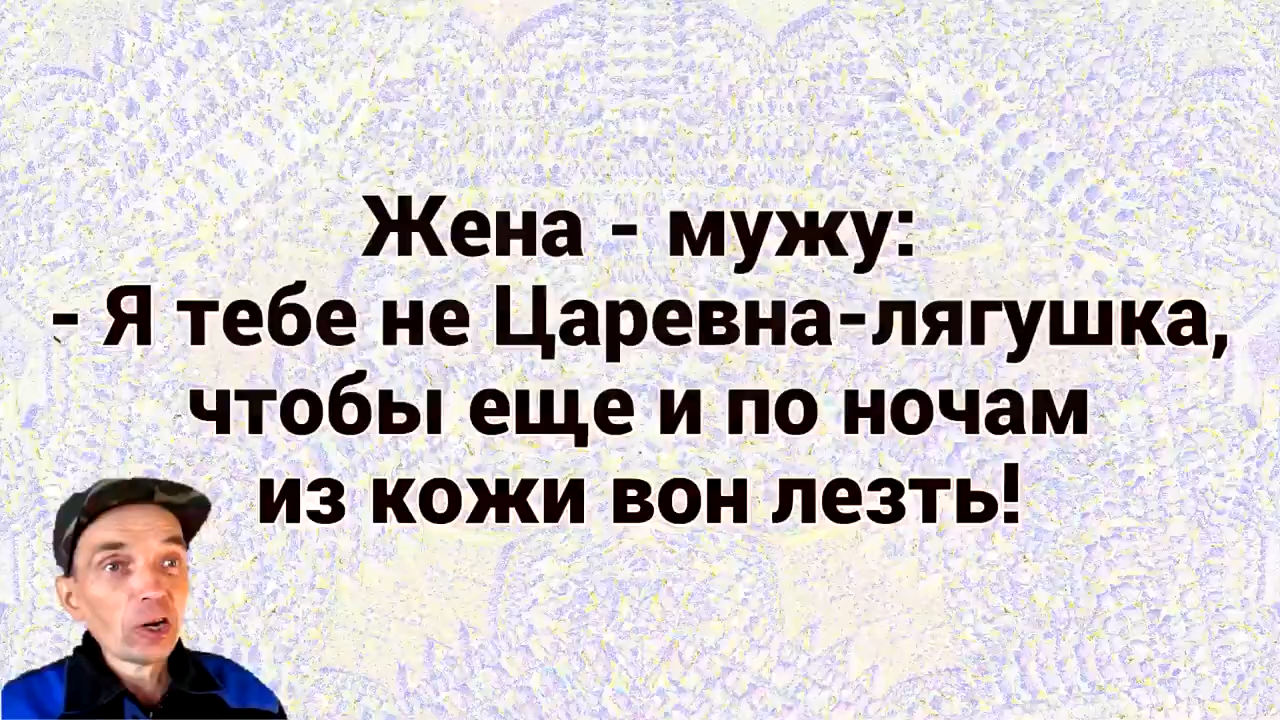 Жена - мужу:
- Я тебе не Царевна-лягушка,
чтобы еще и по ночам
из кожи вон лезть!